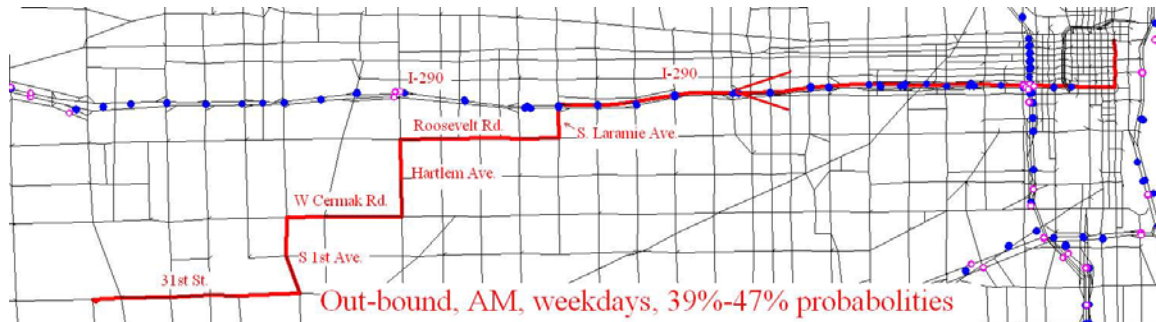 I-290
I-290
Roosevelt Rd.
S. Laramie Ave.
Hartlem Ave.
W Cermak Rd.
S 1st Ave.
31st St.
Out-bound, AM, weekdays, 39%-47% probabolities